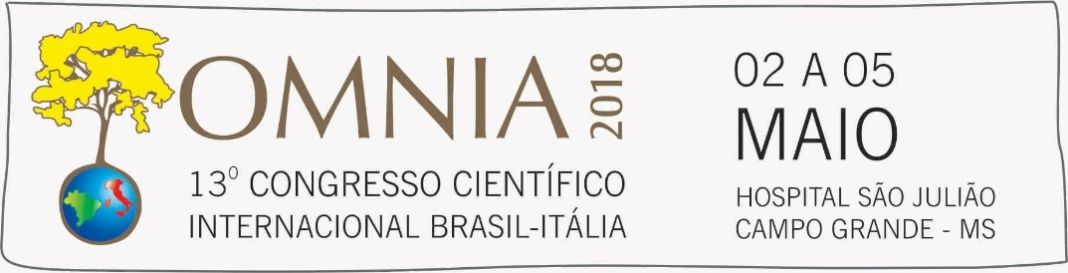 OMNIA 2018
13º CONGRESSO CIENTÍFICO
INTERNACIONAL BRASIL-ITÁLIA
02 A 05
MAIO
HOSPITAL SÃO JULIÃO
CAMPO GRANDE - MS